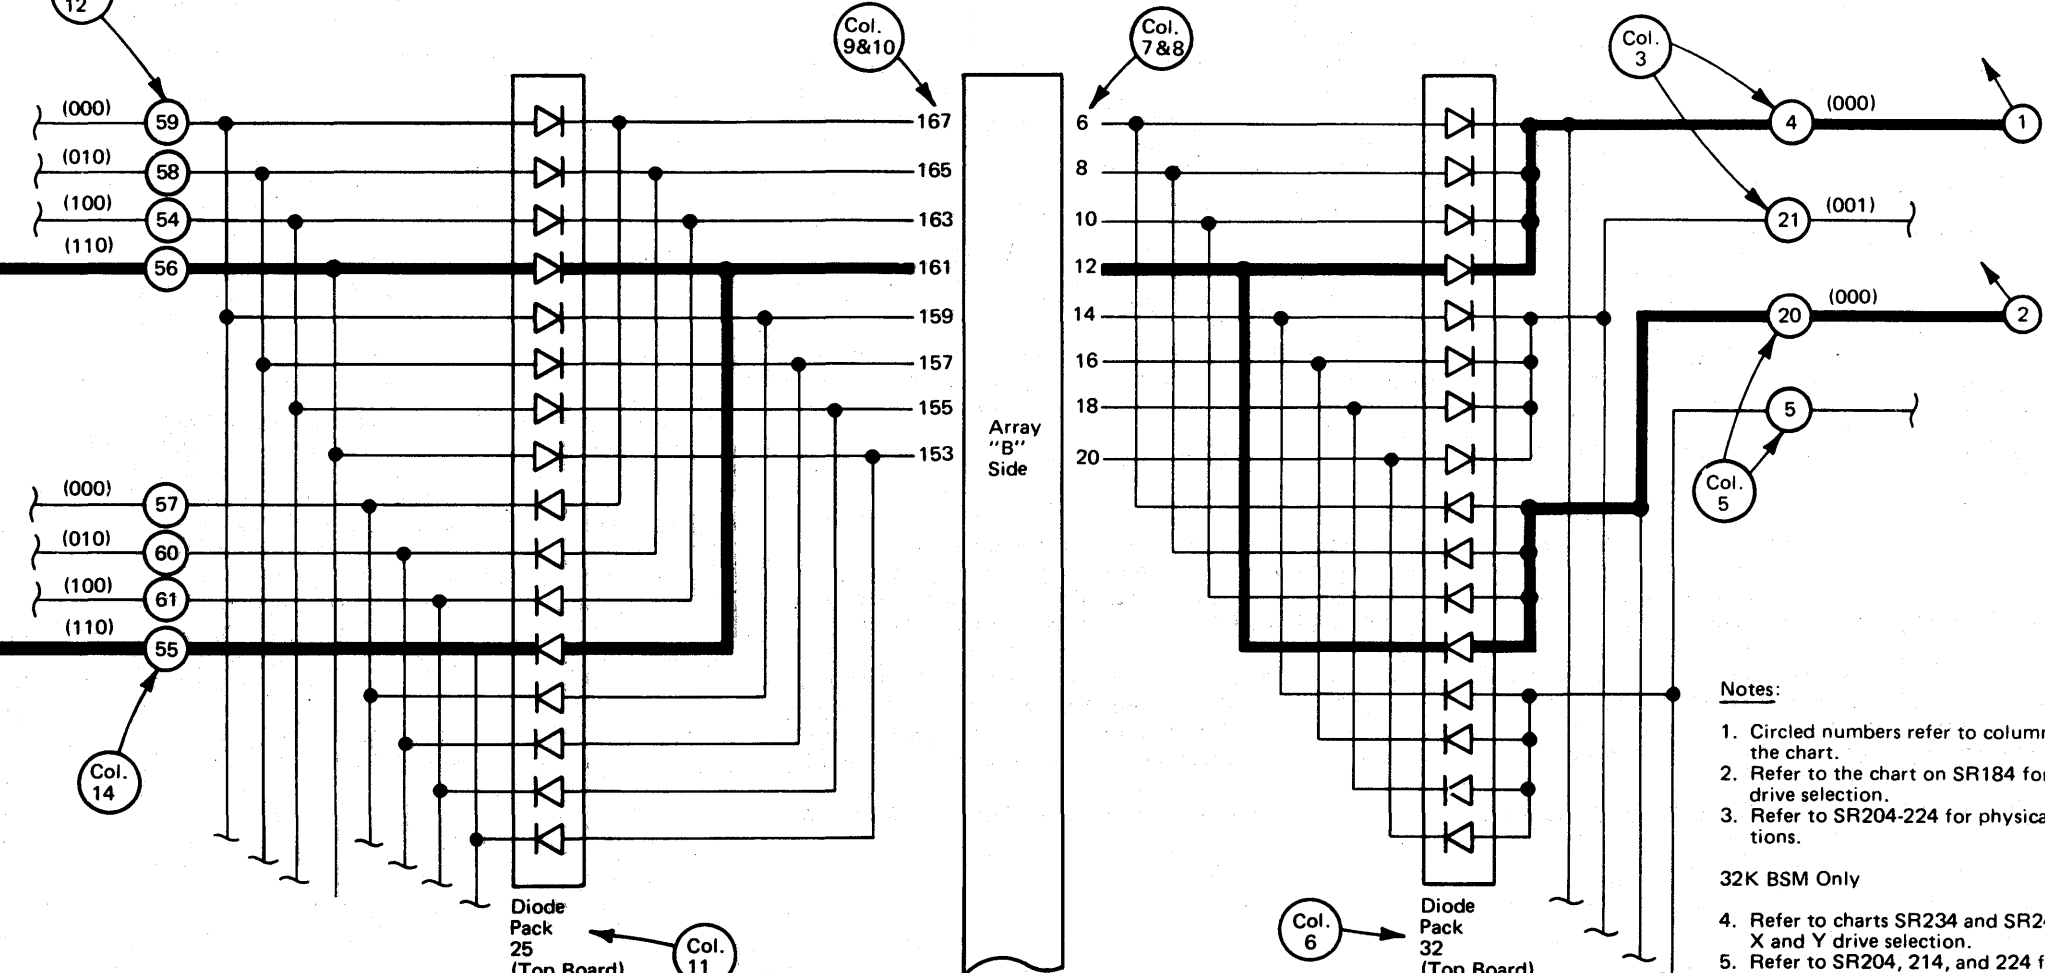 12
Col.
9&10
Col.
7&8
Col.
3
(000)
59
167
6
4
(000)
1
(010)
58
165
8
(100)
54
163
10
21
(001)
(110)
56
161
12
159
14
20
(000)
2
157
16
155
18
5
153
20
Array
"B"
Side
Col.
5
(000)
57
(010)
60
(100)
61
(110)
55
Col.
14
Diode
Pack
25
(Top Board)
Col.
11
Col.
6
Diode
Pack
32
(Top Board)
Notes:
1. Circled numbers refer to
the chart.
2. Refer to the chart on SR184
drive selection.
3. Refer to SR204-224 for
tions.
32K BSM Only
4. Refer to charts SR234 and
X and Y drive selection.
5. Refer to SR204, 214, and 224